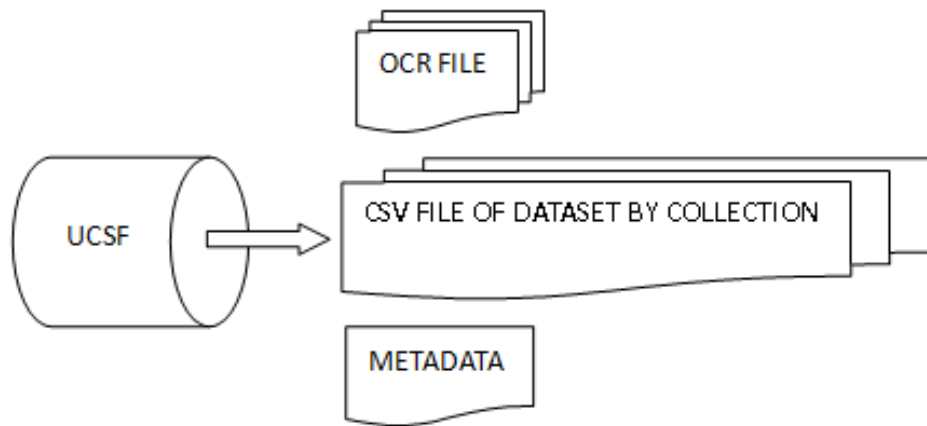 OCR FILE
UCSF
CSV FILE OF DATASET BY COLLECTION
METADATA